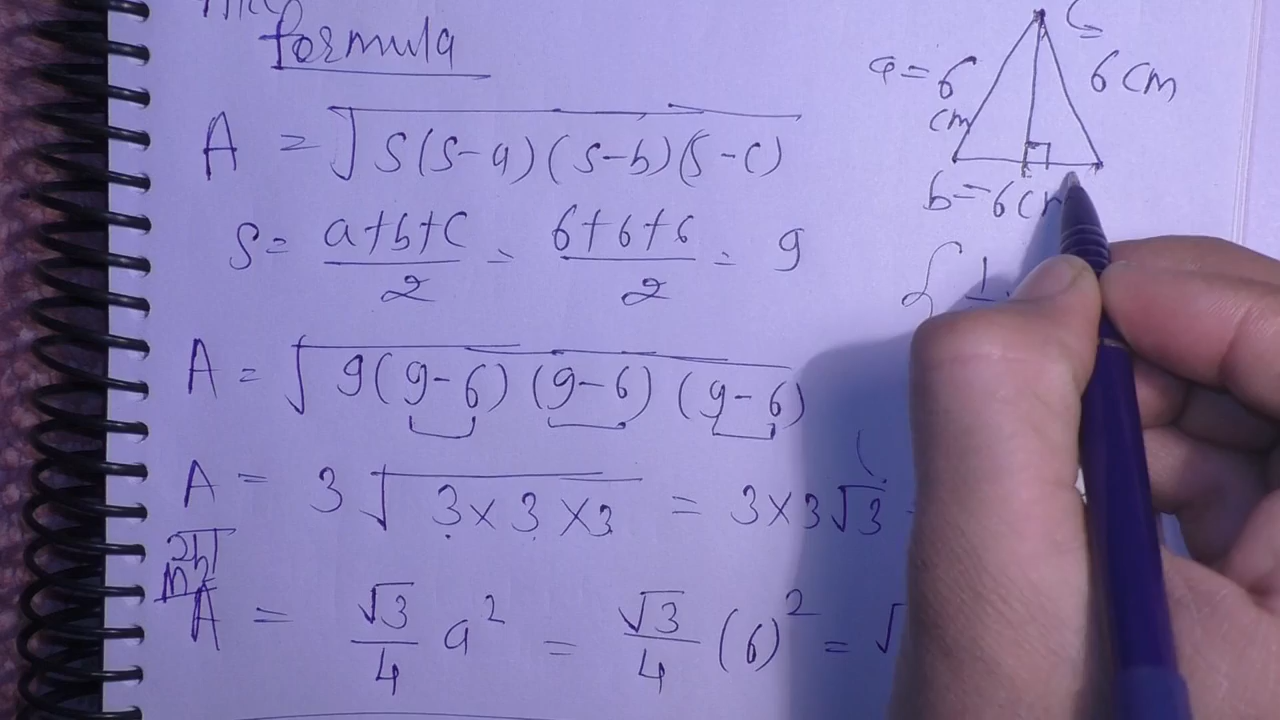 formula
A = √S(S-a)(S-b)(S-c)
S = a+b+c/2 = 6+6+6/2 = 9
A = √9(9-6)(9-6)(9-6)
A = 3√3×3×3 = 3×3√3
A = √3/4 a² = √3/4 (6)² = √
C
a = 6 cm
6 cm
b = 6 cm
1